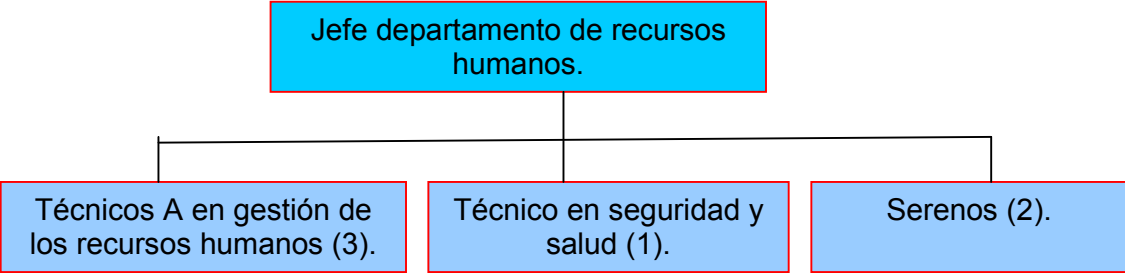 Jefe departamento de recursos
humanos.
Técnicos A en gestión de
los recursos humanos (3).
Técnico en seguridad y
salud (1).
Serenos (2).